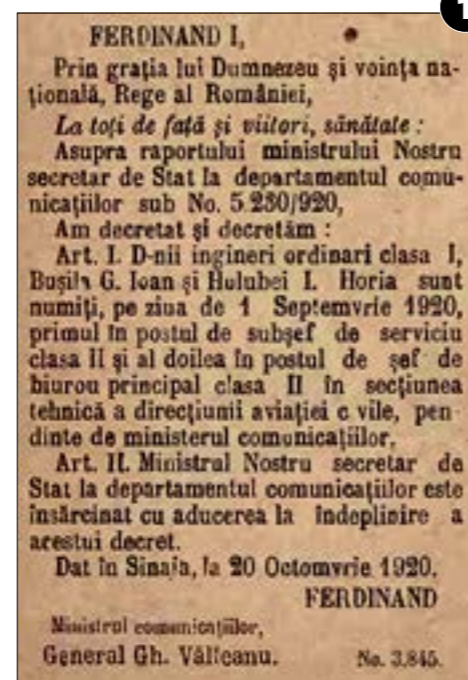 1
FERDINAND I,
Prin grația lui Dumnezeu și voința na-
țională, Rege al României,
La toți de față și viitori, sănătate :
Asupra raportului ministrului Nostru
secretar de Stat la departamentul comu-
nicațiilor sub No. 5.230/920,
Am decretat și decretăm :
Art. I. D-nii ingineri ordinari clasa I,
Bușilă G. Ioan și Hulubei I. Horia sunt
numiți, pe ziua de 1 Septemvrie 1920,
primul în postul de subșef de serviciu
clasa II și al doilea în postul de șef de
biurou principal clasa II în secțiunea
tehnică a direcțiunii aviației c vile, pen-
dinte de ministerul comunicațiilor.
Art. II. Ministrul Nostru secretar de
Stat la departamentul comunicațiilor este
însărcinat cu aducerea la îndeplinire a
acestui decret.
Dat în Sinaia, la 20 Octomvrie 1920.
FERDINAND
Ministrul comunicațiilor,
General Gh. Văleanu. No. 3.845.